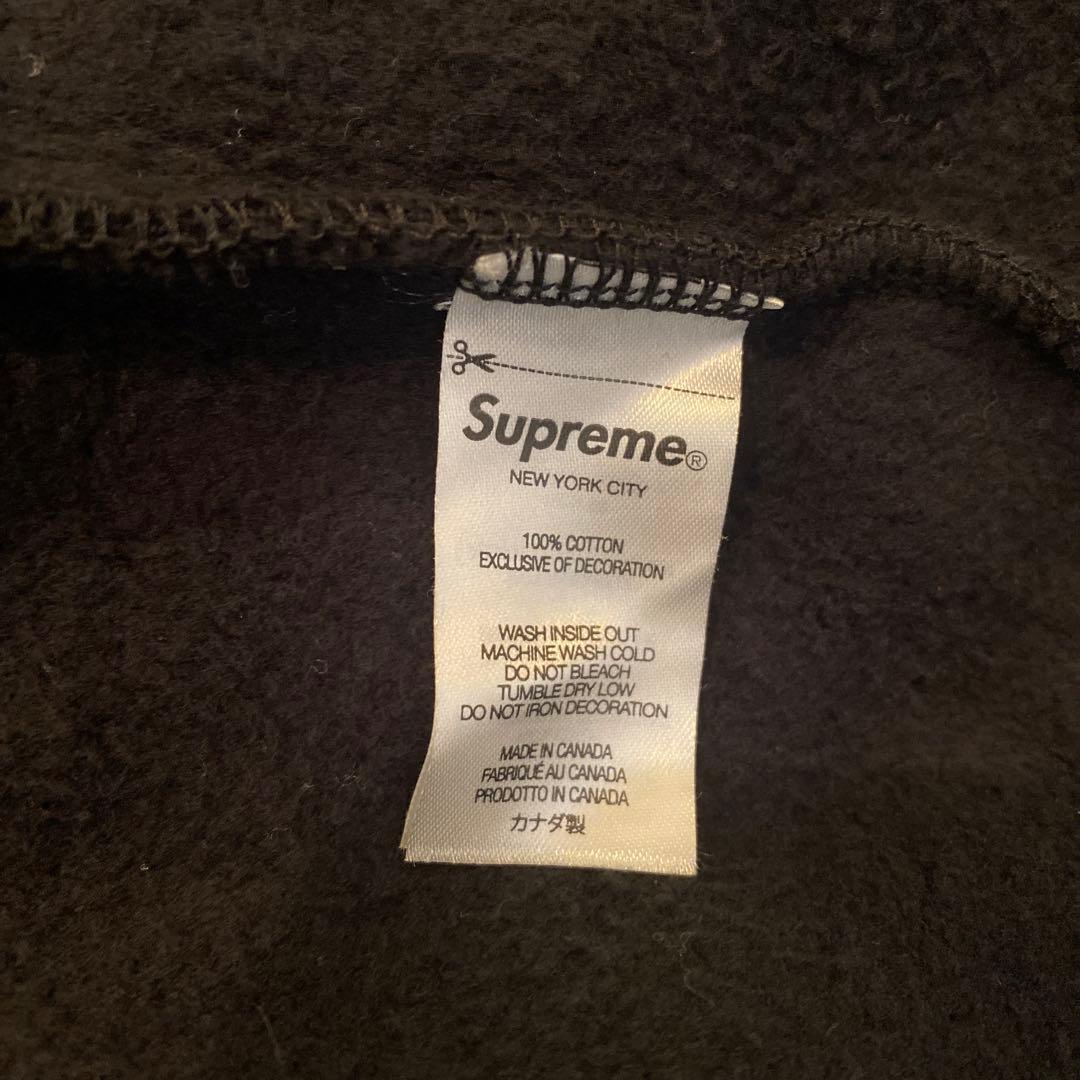 Supreme®
NEW YORK CITY
100% COTTON
EXCLUSIVE OF DECORATION
WASH INSIDE OUT
MACHINE WASH COLD
DO NOT BLEACH
TUMBLE DRY LOW
DO NOT IRON DECORATION
MADE IN CANADA
FABRIQUÉ AU CANADA
PRODOTTO IN CANADA
カナダ製